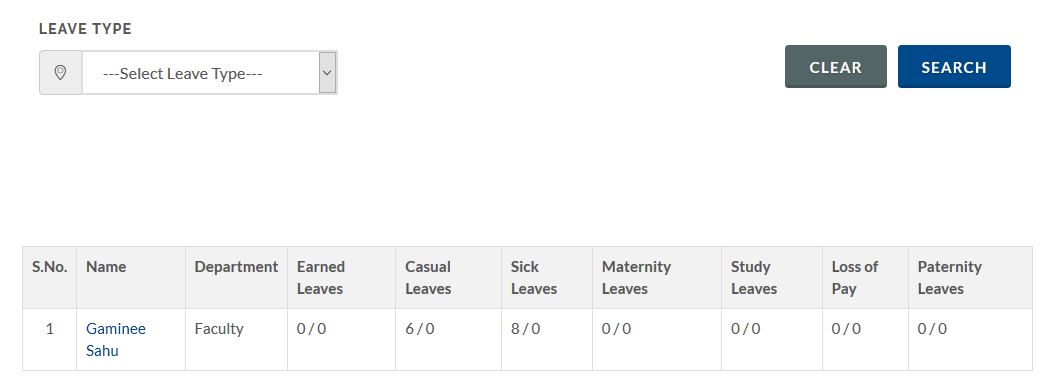 LEAVE TYPE
---Select Leave Type---
CLEAR SEARCH
S.No. Name Department Earned Leaves Casual Leaves Sick Leaves Maternity Leaves Study Leaves Loss of Pay Paternity Leaves
1 Gaminee Sahu Faculty 0 / 0 6 / 0 8 / 0 0 / 0 0 / 0 0 / 0 0 / 0